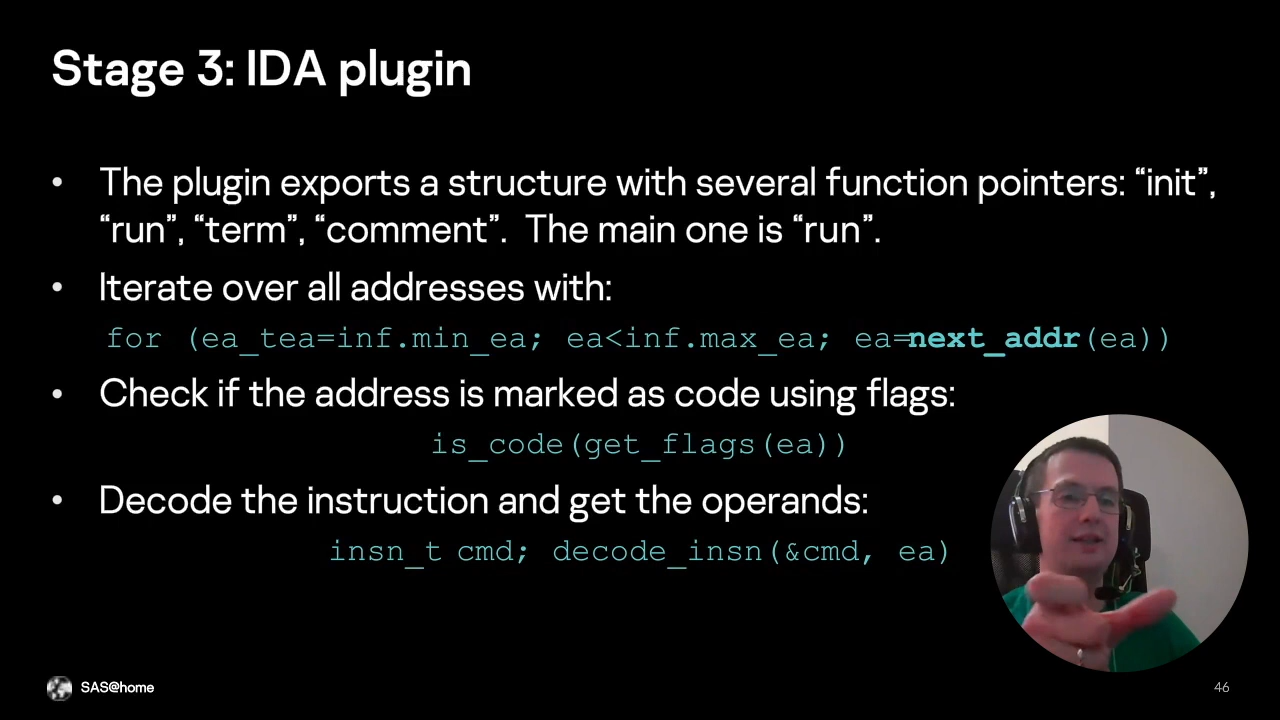 Stage 3: IDA plugin
• The plugin exports a structure with several function pointers: “init”,
“run”, “term”, “comment”.  The main one is “run”.
• Iterate over all addresses with:
for (ea_tea=inf.min_ea; ea<inf.max_ea; ea=next_addr(ea))
• Check if the address is marked as code using flags:
is_code(get_flags(ea))
• Decode the instruction and get the operands:
insn_t cmd; decode_insn(&cmd, ea)
SAS@home
46